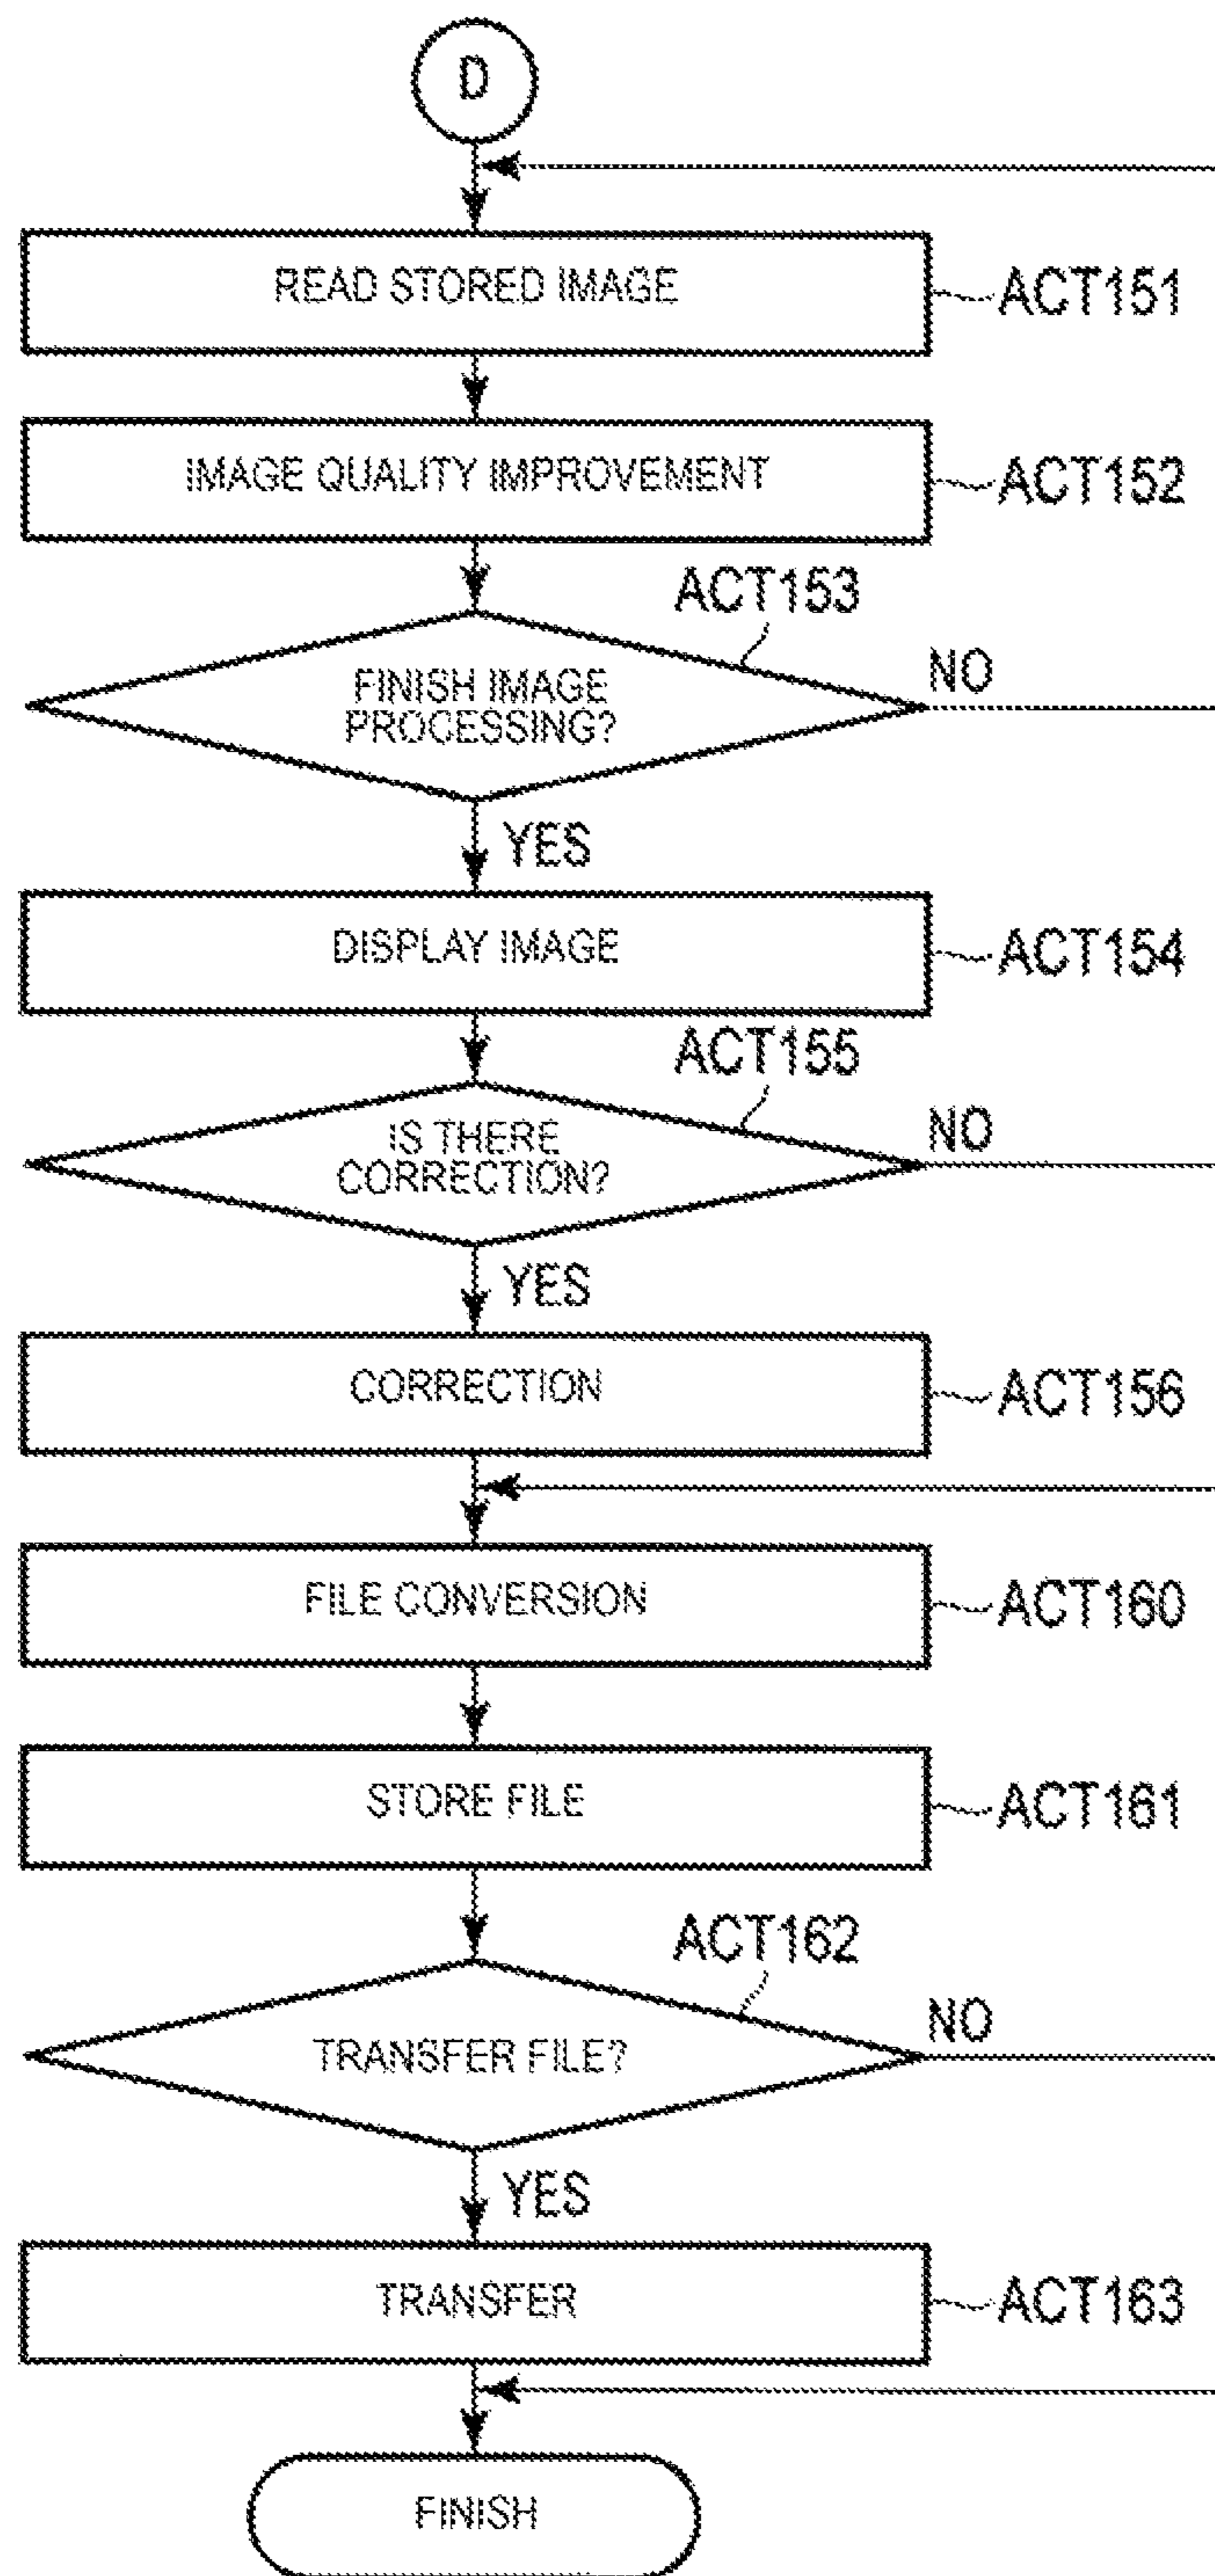 D
READ STORED IMAGE
ACT151
IMAGE QUALITY IMPROVEMENT
ACT152
ACT153
FINISH IMAGE
PROCESSING?
NO
YES
DISPLAY IMAGE
ACT154
ACT155
IS THERE
CORRECTION?
NO
YES
CORRECTION
ACT156
FILE CONVERSION
ACT160
STORE FILE
ACT161
ACT162
TRANSFER FILE?
NO
YES
TRANSFER
ACT163
FINISH